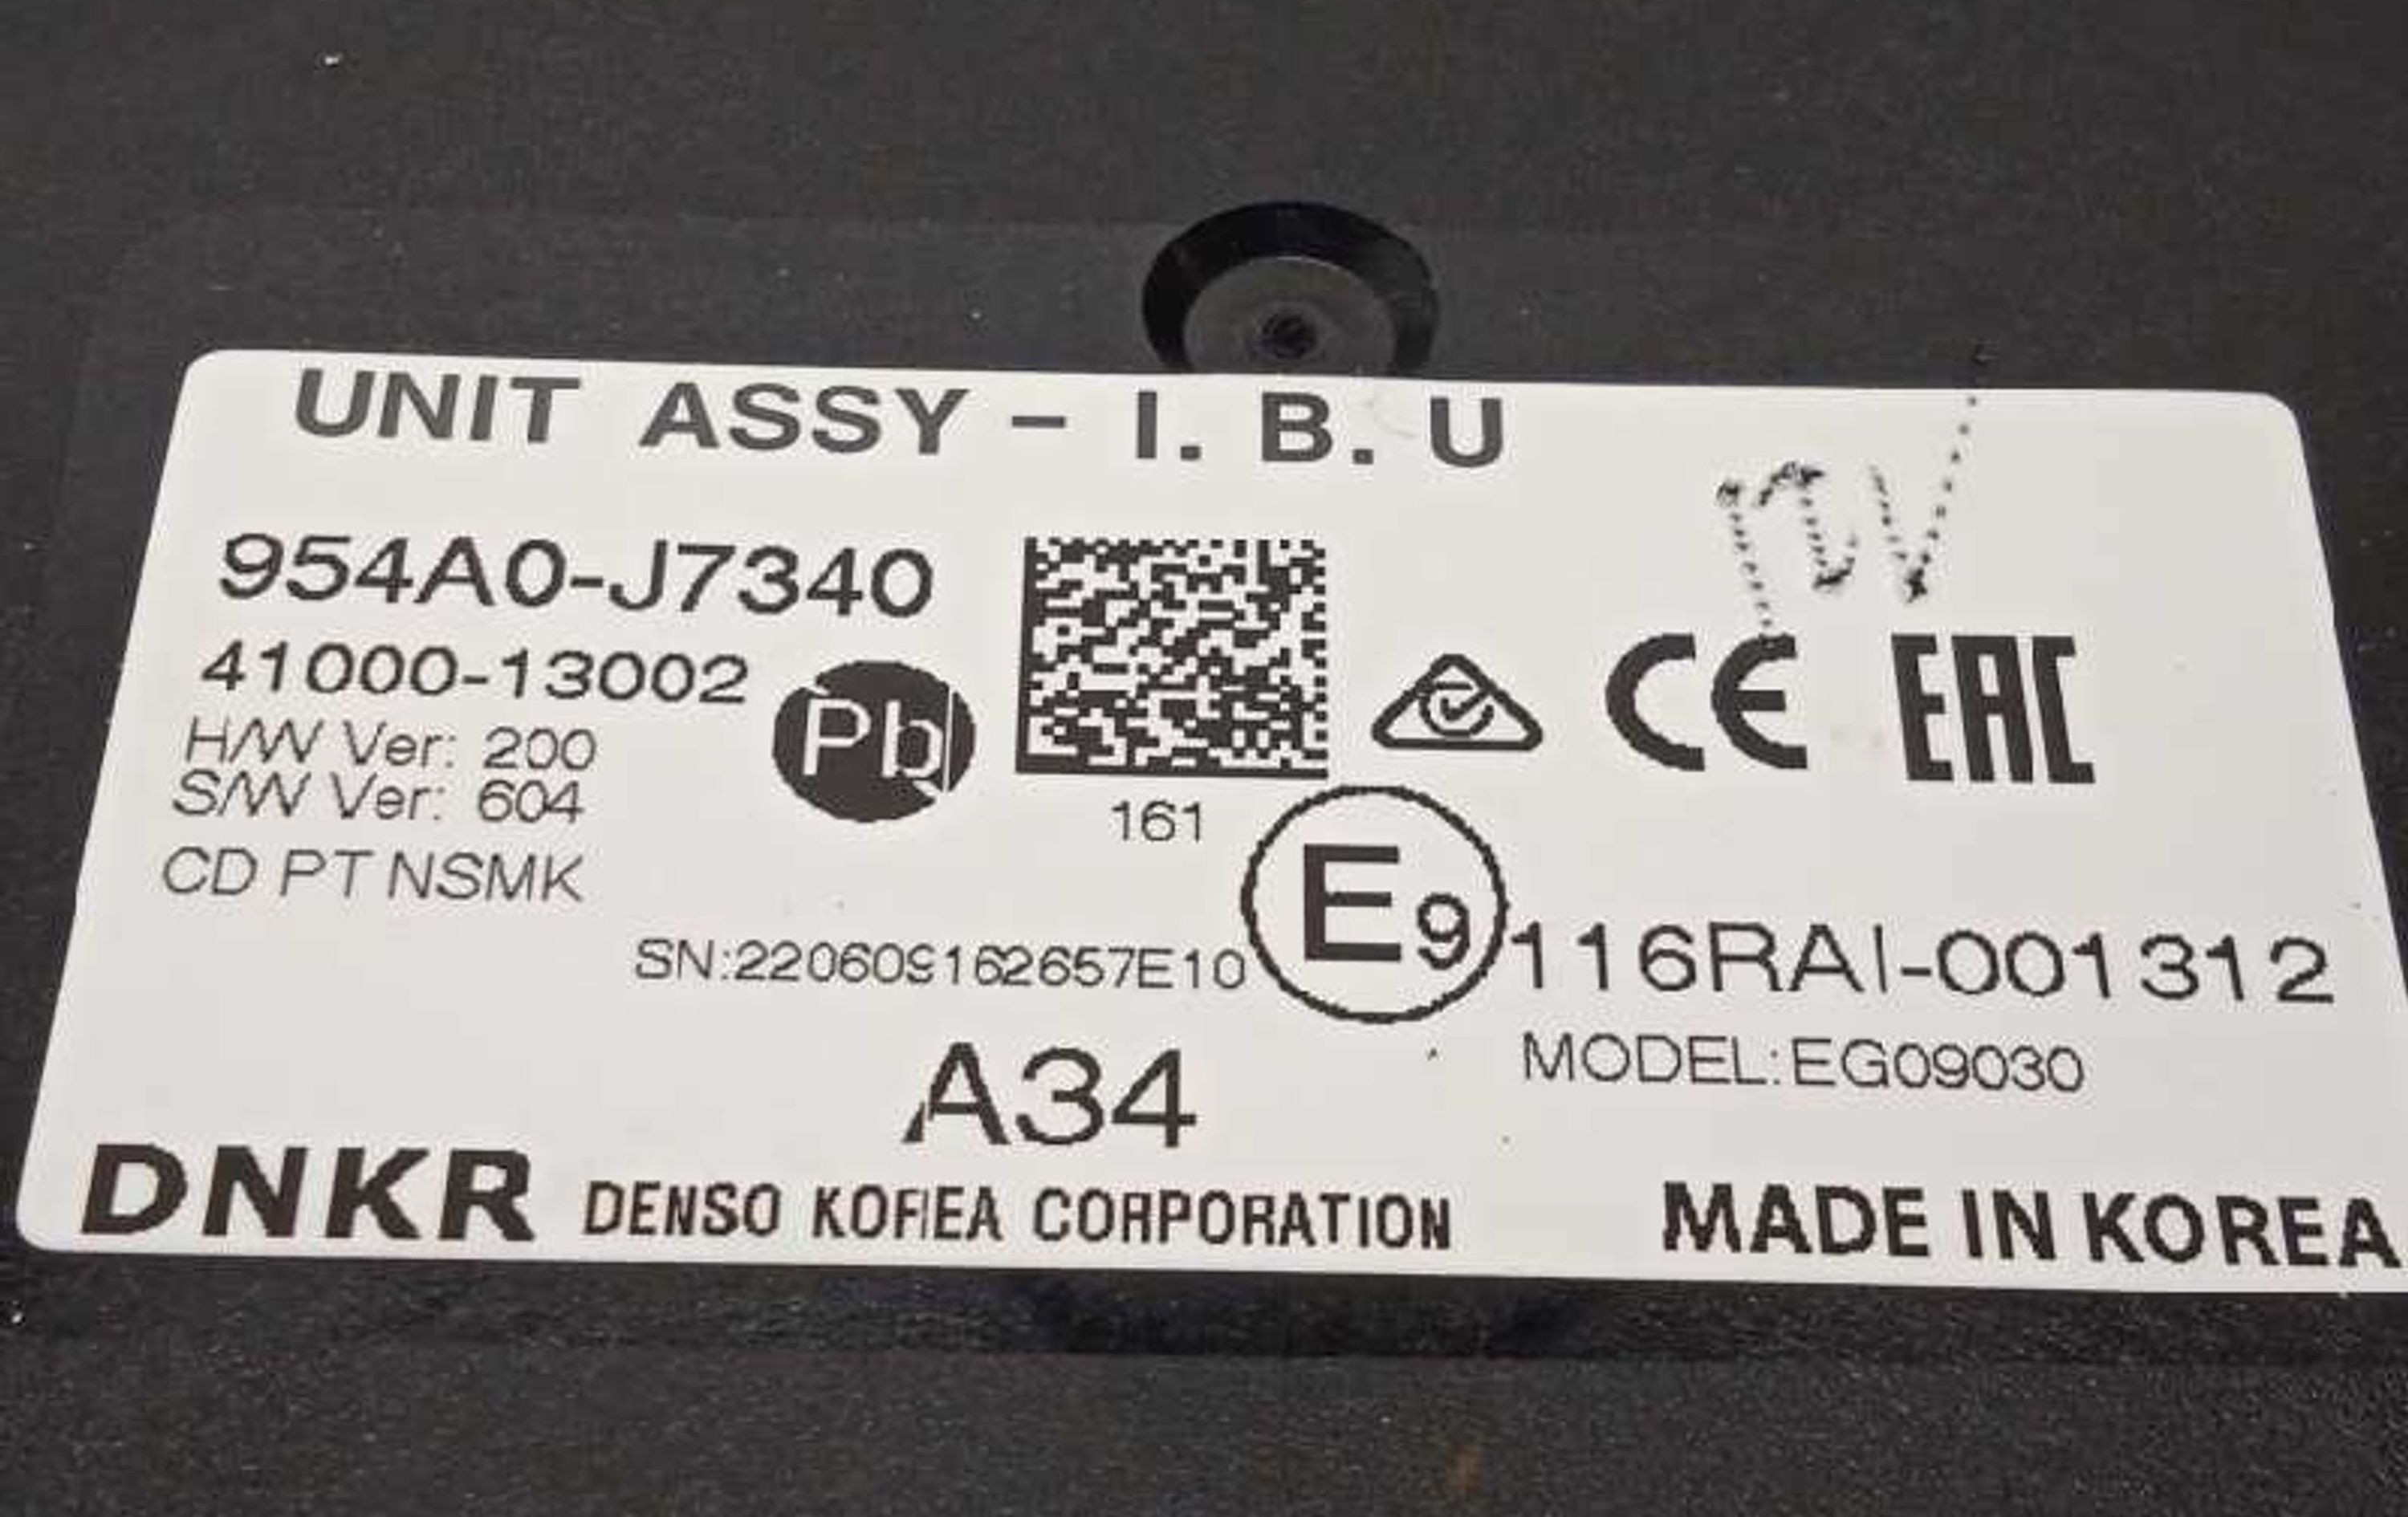 UNIT ASSY - I. B. U
954A0-J7340
41000-13002
H/W Ver: 200
S/W Ver: 604
CD PT NSMK
Pb
161
CE EAC
E9 116RAI-001312
SN:220609162657E10
MODEL:EG09030
A34
DNKR DENSO KOREA CORPORATION
MADE IN KOREA